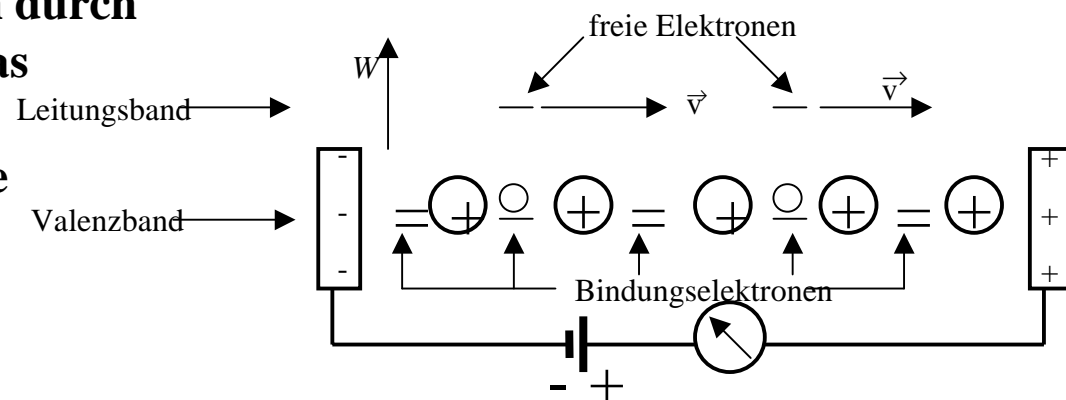 durch
as
e
freie Elektronen
W
Leitungsband
v
v
- +
Valenzband
- +
- +
+ + + + +
Bindungselektronen
- +